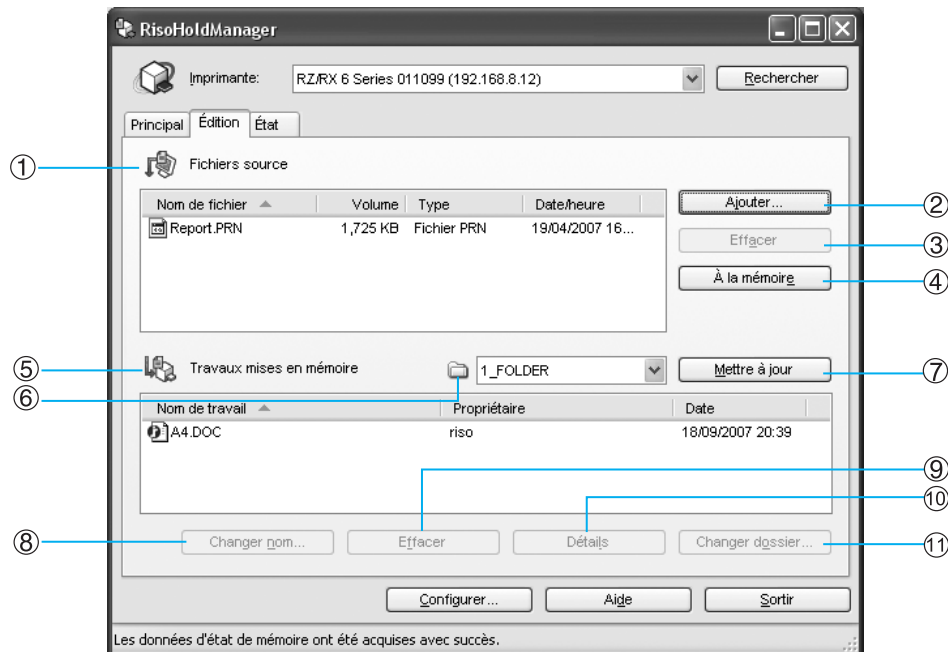 RisoHoldManager
Imprimante: RZ/RX 6 Series 011099 (192.168.8.12) Rechercher
Principal Édition État
① Fichiers source
Nom de fichier Volume Type Date/heure Ajouter... ②
Report.PRN 1,725 KB Fichier PRN 19/04/2007 16... Effacer ③
À la mémoire ④
⑤ Travaux mises en mémoire 1_FOLDER Mettre à jour ⑦
⑥
Nom de travail Propriétaire Date
A4.DOC riso 18/09/2007 20:39
⑨
⑩
⑧ Changer nom... Effacer Détails Changer dossier... ⑪
Configurer... Aide Sortir
Les données d'état de mémoire ont été acquises avec succès.